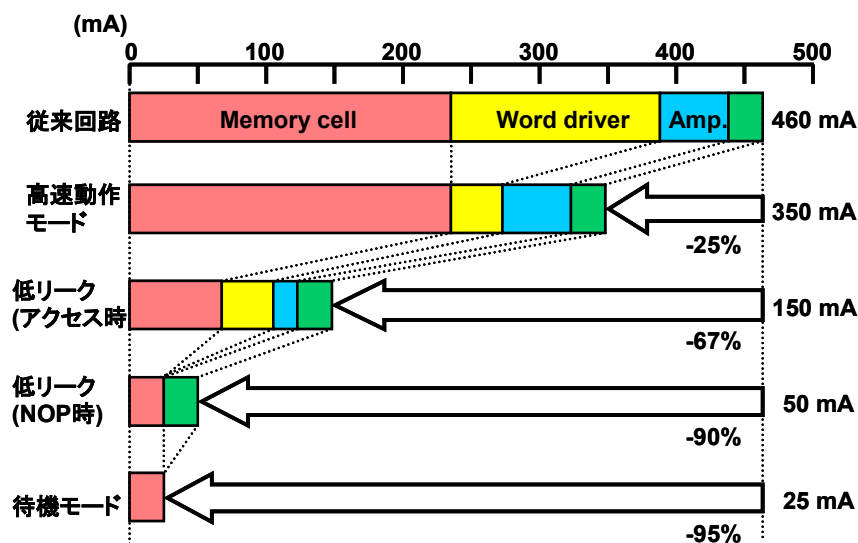 (mA)
0 100 200 300 400 500
従来回路 Memory cell Word driver Amp. 460 mA
高速動作
モード
350 mA
-25%
低リーク
(アクセス時
150 mA
-67%
低リーク
(NOP時)
50 mA
-90%
待機モード
25 mA
-95%